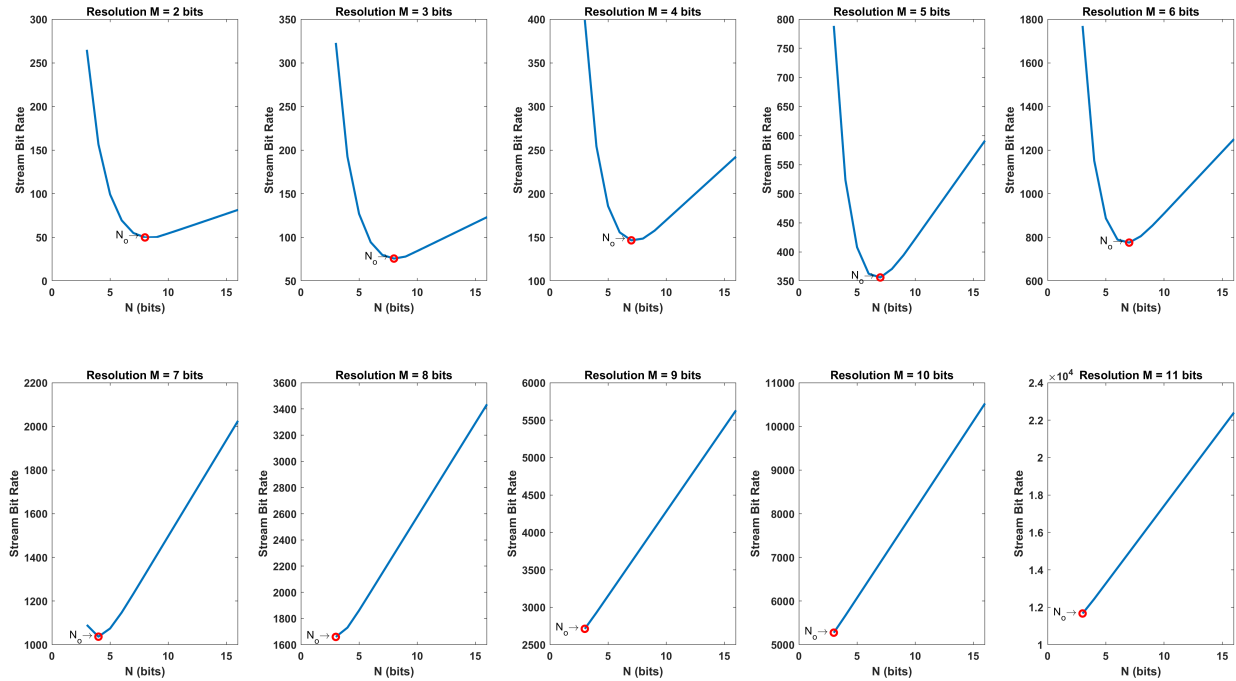 Resolution M = 2 bits
300
250
200
150
100
50
0
Stream Bit Rate
N_o →
0 5 10 15
N (bits)
Resolution M = 3 bits
350
300
250
200
150
100
50
Stream Bit Rate
N_o →
0 5 10 15
N (bits)
Resolution M = 4 bits
400
350
300
250
200
150
100
Stream Bit Rate
N_o →
0 5 10 15
N (bits)
Resolution M = 5 bits
800
750
700
650
600
550
500
450
400
350
Stream Bit Rate
N_o →
0 5 10 15
N (bits)
Resolution M = 6 bits
1800
1600
1400
1200
1000
800
600
Stream Bit Rate
N_o →
0 5 10 15
N (bits)
Resolution M = 7 bits
2200
2000
1800
1600
1400
1200
1000
Stream Bit Rate
N_o →
0 5 10 15
N (bits)
Resolution M = 8 bits
3600
3400
3200
3000
2800
2600
2400
2200
2000
1800
1600
Stream Bit Rate
N_o →
0 5 10 15
N (bits)
Resolution M = 9 bits
6000
5500
5000
4500
4000
3500
3000
2500
Stream Bit Rate
N_o →
0 5 10 15
N (bits)
Resolution M = 10 bits
11000
10000
9000
8000
7000
6000
5000
Stream Bit Rate
N_o →
0 5 10 15
N (bits)
Resolution M = 11 bits
×10^4
2.4
2.2
2
1.8
1.6
1.4
1.2
1
Stream Bit Rate
N_o →
0 5 10 15
N (bits)